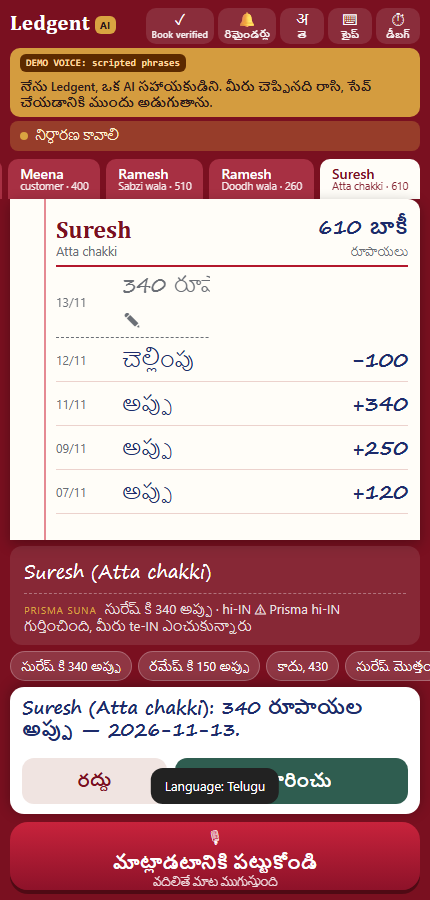 Ledgent AI
✓
Book verified
🔔
రిమైండర్లు
अ
తె
⌨
టైప్
⏱
డీబగ్
DEMO VOICE: scripted phrases
నేను Ledgent, ఒక AI సహాయకుడిని. మీరు చెప్పినది రాసి, సేవ్
చేయడానికి ముందు అడుగుతాను.
నిర్ధారణ కావాలి
Meena
customer · 400
Ramesh
Sabzi wala · 510
Ramesh
Doodh wala · 260
Suresh
Atta chakki · 610
Suresh
610 బాకీ
Atta chakki
రూపాయలు
13/11 340
12/11 చెల్లింపు -100
11/11 అప్పు +340
09/11 అప్పు +250
07/11 అప్పు +120
Suresh (Atta chakki)
PRISMA SUNA సురేష్ కి 340 అప్పు · hi-IN ⚠ Prisma hi-IN
గుర్తించింది, మీరు te-IN ఎంచుకున్నారు
సురేష్ కి 340 అప్పు
రమేష్ కి 150 అప్పు
కాదు, 430
సురేష్
Suresh (Atta chakki): 340 రూపాయల
అప్పు — 2026-11-13.
రద్దు
Language: Telugu
🎙
మాట్లాడటానికి పట్టుకోండి
వదిలితే మాట ముగుస్తుంది